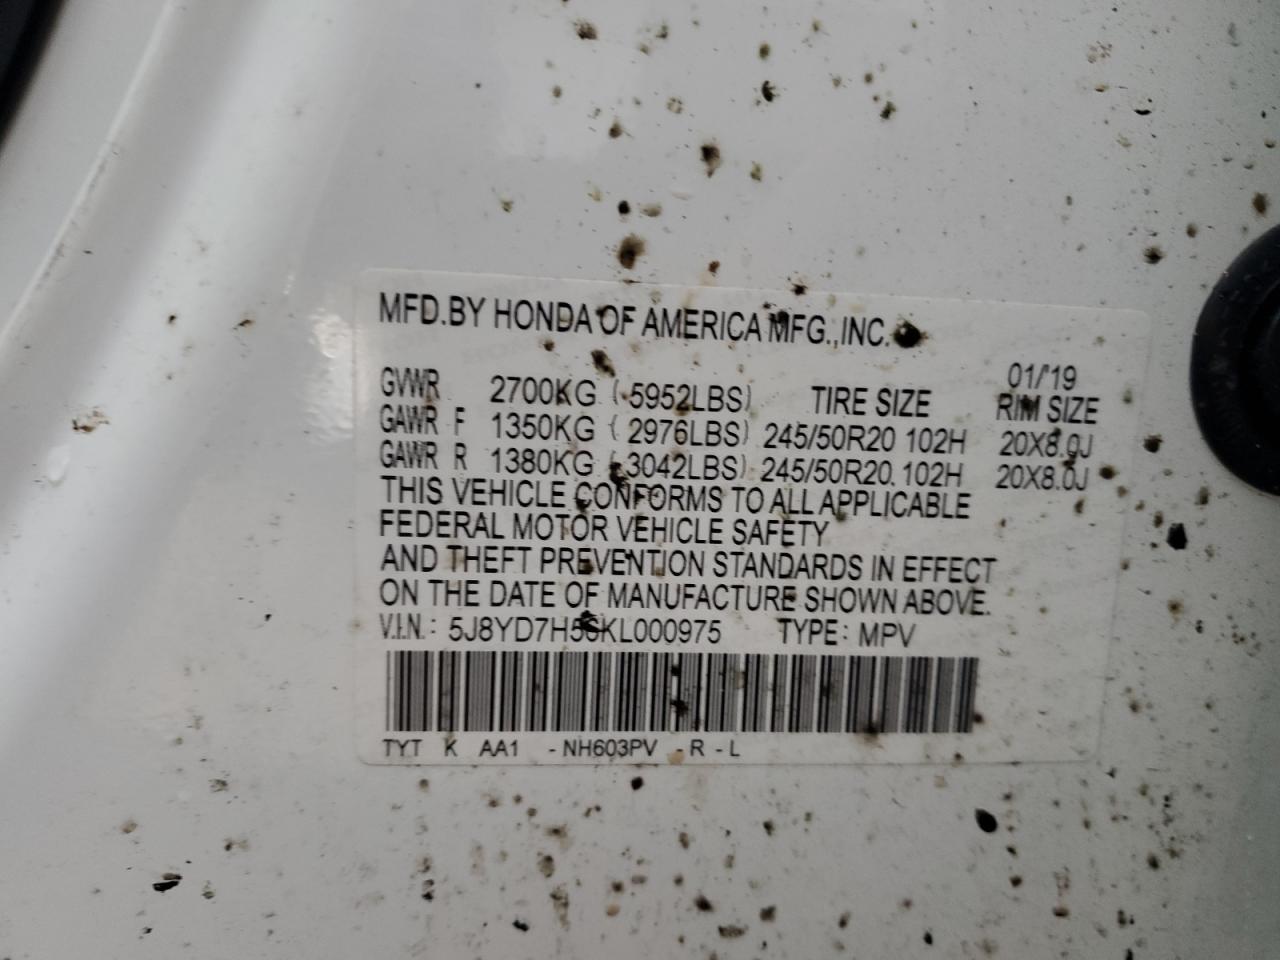 MFD.BY HONDA OF AMERICA MFG.,INC.
01/'19
GVWR 2700KG ( 5952LBS) TIRE SIZE RIM SIZE
GAWR F 1350KG ( 2976LBS) 245/50R20 102H 20X8.0J
GAWR R 1380KG ( 3042LBS) 245/50R20 102H 20X8.0J
THIS VEHICLE CONFORMS TO ALL APPLICABLE
FEDERAL MOTOR VEHICLE SAFETY
AND THEFT PREVENTION STANDARDS IN EFFECT
ON THE DATE OF MANUFACTURE SHOWN ABOVE.
V.I.N.: 5J8YD7H56KL000975 TYPE: MPV
TYT K AA1 -NH603PV -R -L